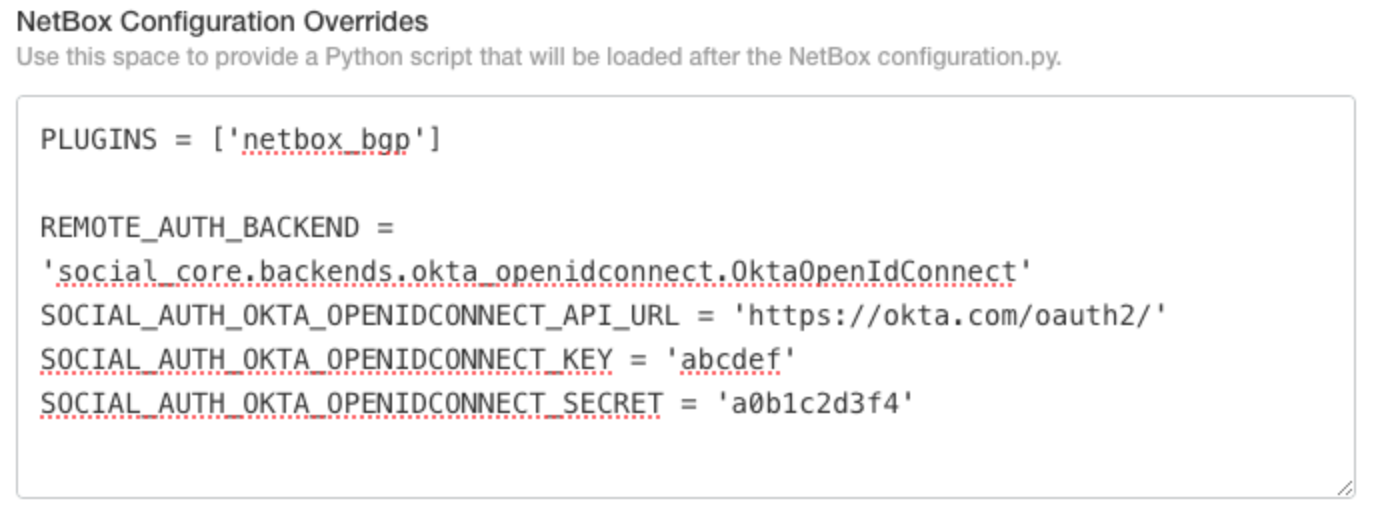 NetBox Configuration Overrides
Use this space to provide a Python script that will be loaded after the NetBox configuration.py.
PLUGINS = ['netbox_bgp']
REMOTE_AUTH_BACKEND =
'social_core.backends.okta_openidconnect.OktaOpenIdConnect'
SOCIAL_AUTH_OKTA_OPENIDCONNECT_API_URL = 'https://okta.com/oauth2/'
SOCIAL_AUTH_OKTA_OPENIDCONNECT_KEY = 'abcdef'
SOCIAL_AUTH_OKTA_OPENIDCONNECT_SECRET = 'a0b1c2d3f4'